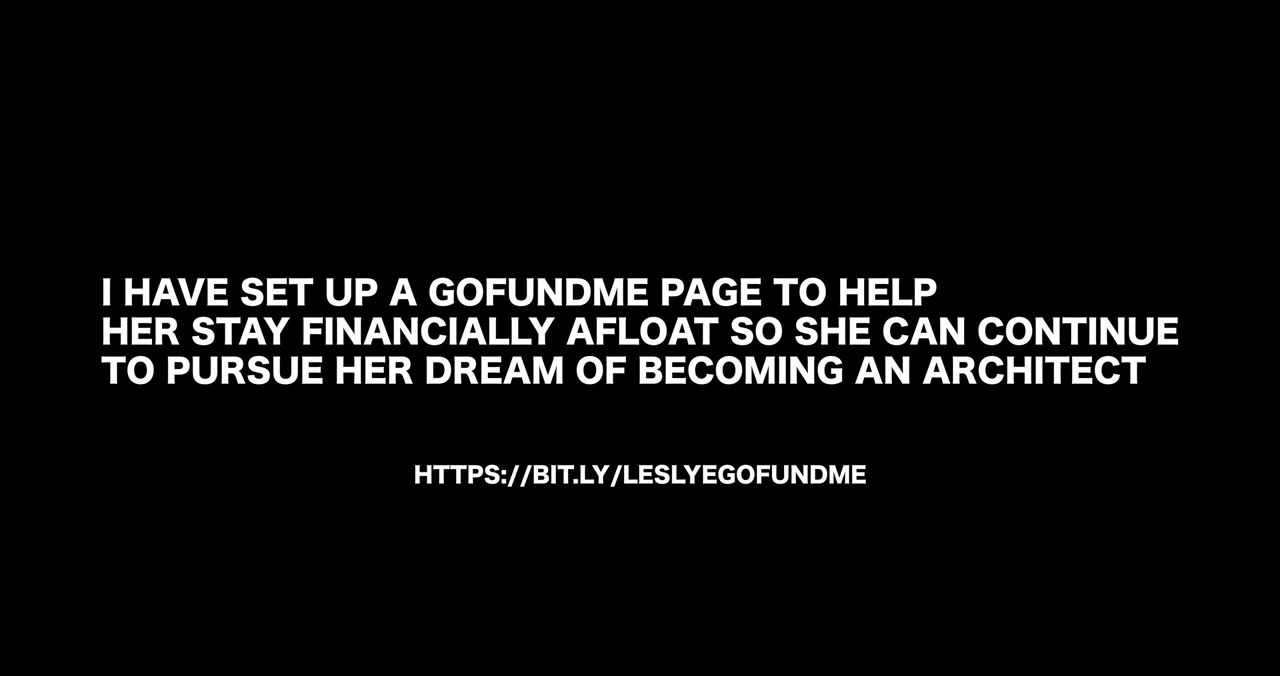 I HAVE SET UP A GOFUNDME PAGE TO HELP
HER STAY FINANCIALLY AFLOAT SO SHE CAN CONTINUE
TO PURSUE HER DREAM OF BECOMING AN ARCHITECT
HTTPS://BIT.LY/LESLYEGOFUNDME